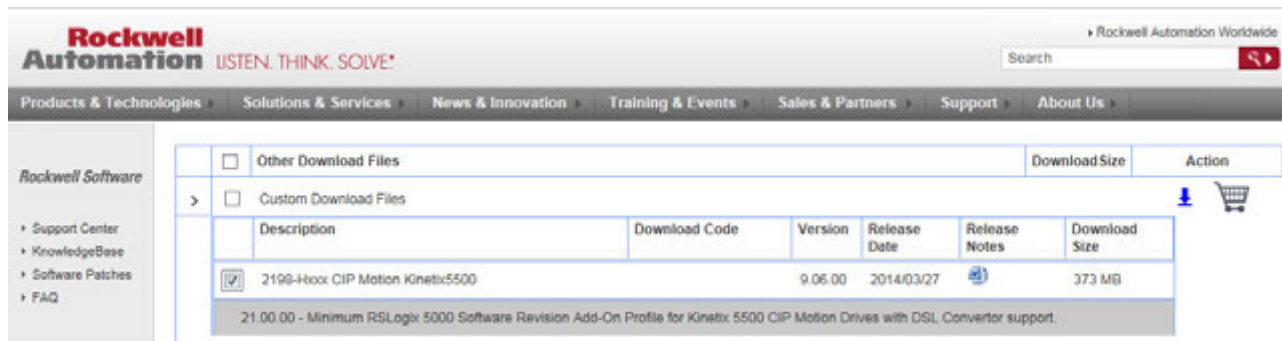 Rockwell Automation Worldwide
Rockwell
Automation LISTEN. THINK. SOLVE.®
Search
Products & Technologies Solutions & Services News & Innovation Training & Events Sales & Partners Support About Us
Rockwell Software
Support Center
KnowledgeBase
Software Patches
FAQ
Other Download Files Download Size Action
Custom Download Files
Description Download Code Version Release Date Release Notes Download Size
2198-Hxxx CIP Motion Kinetix5500 9.06.00 2014/03/27 373 MB
21.00.00 - Minimum RSLogix 5000 Software Revision Add-On Profile for Kinetix 5500 CIP Motion Drives with DSL Convertor support.